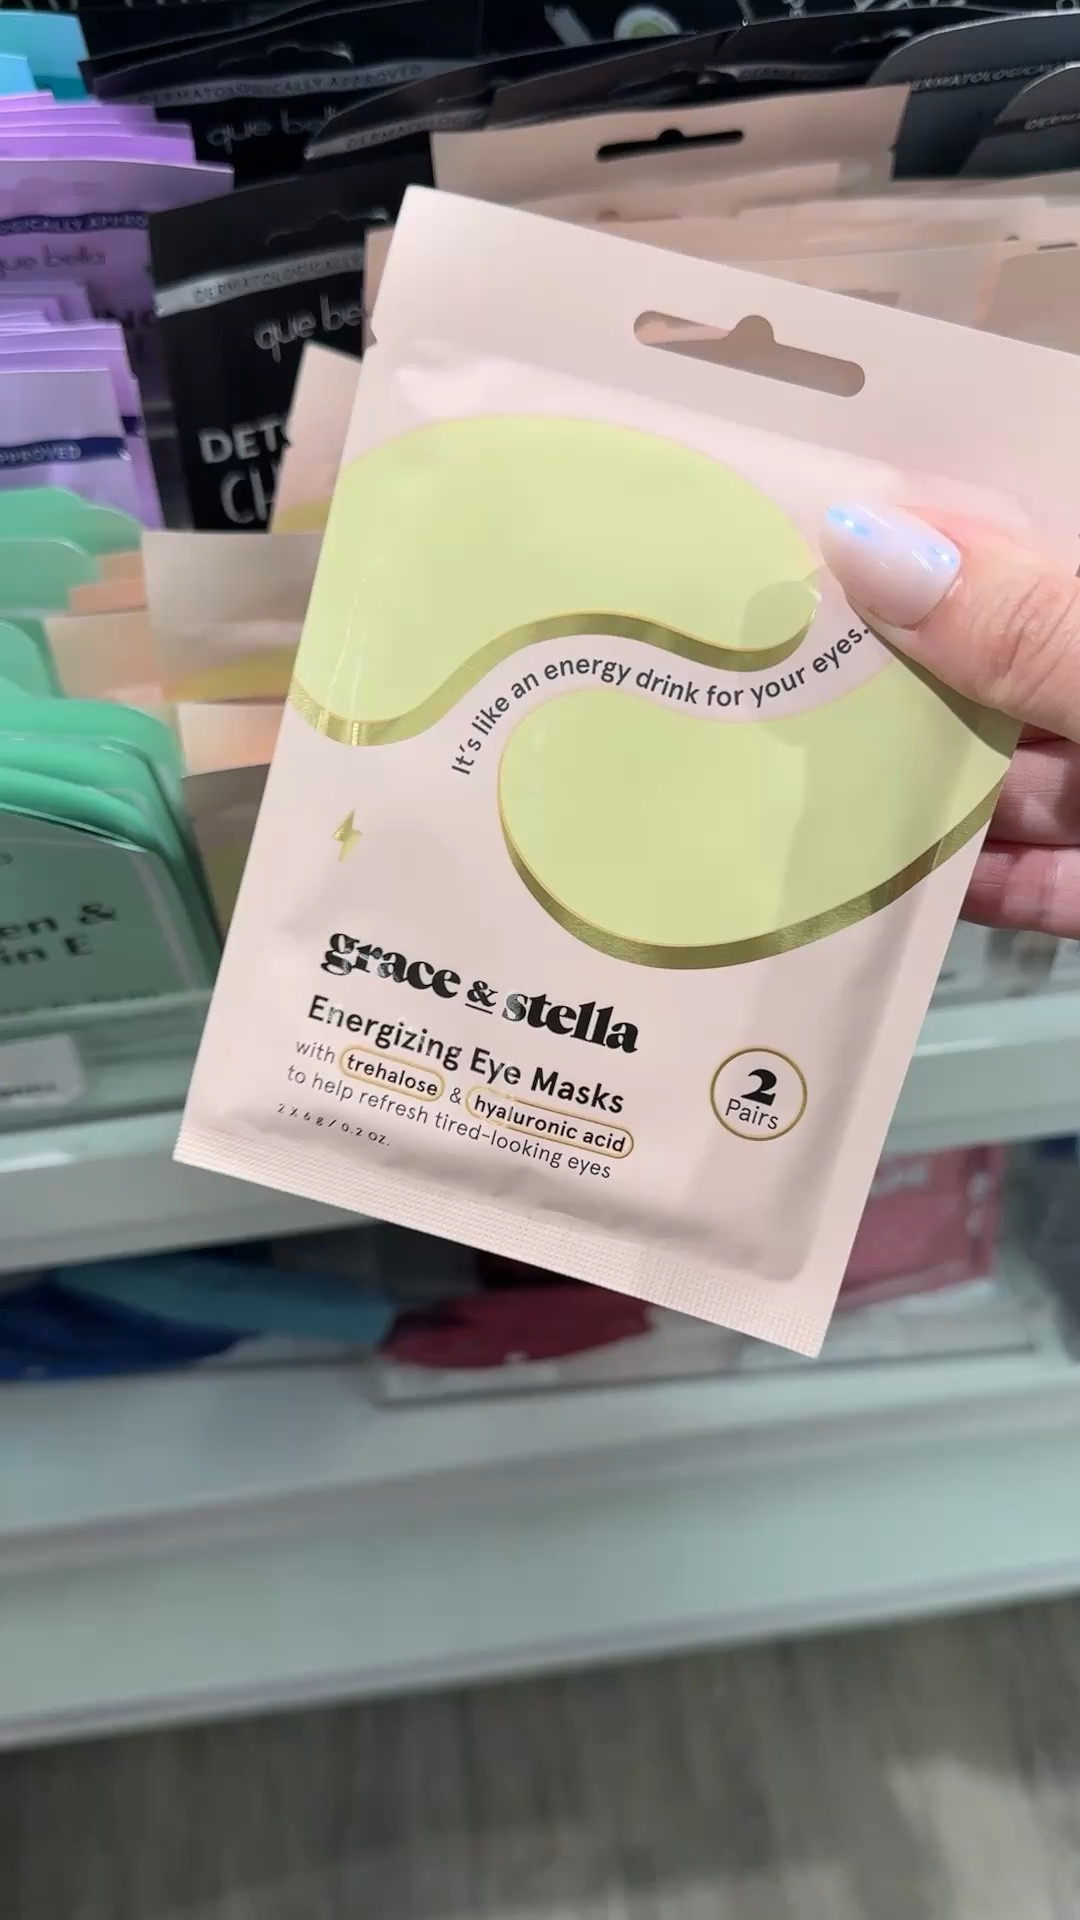 DERMATOLOGICALLY APPROVED
que bella
que bella
It's like an energy drink for your eyes.
grace & stella
Energizing Eye Masks
with trehalose & hyaluronic acid
to help refresh tired-looking eyes
2 X 6 g / 0.2 OZ.
2
Pairs